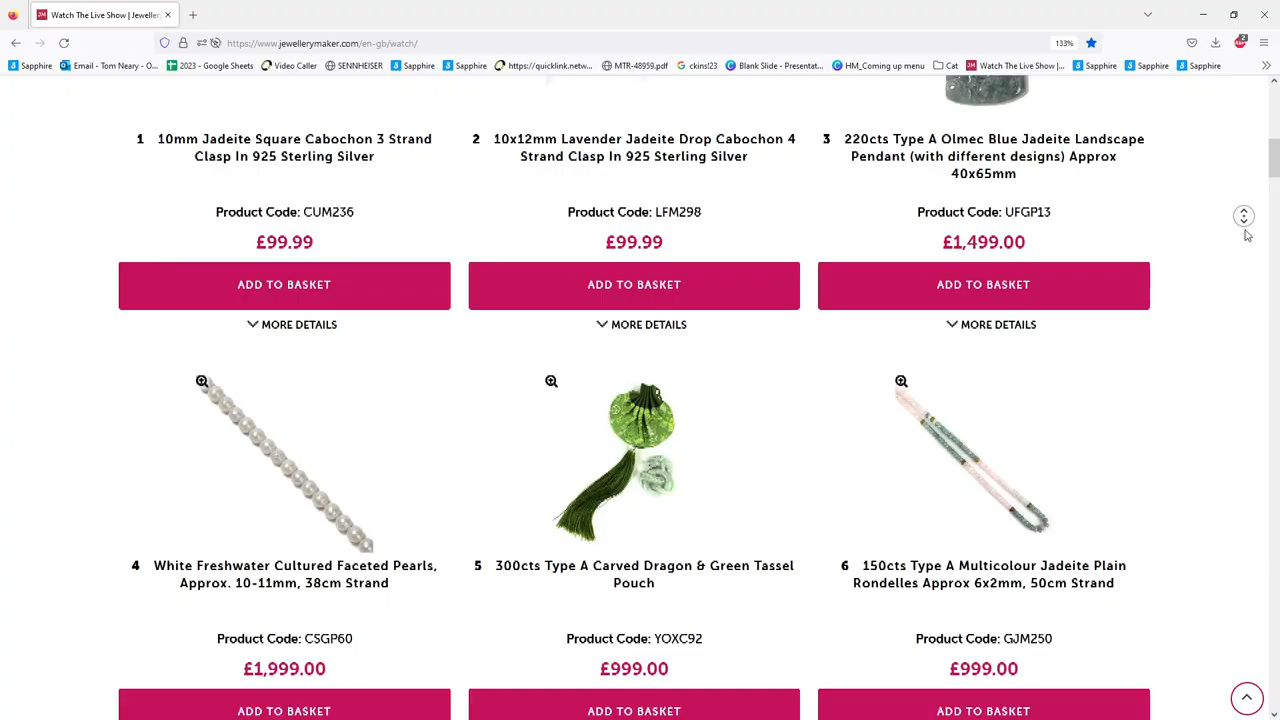 Watch The Live Show | Jewellery
https://www.jewellerymaker.com/en-gb/watch/
133%
2
Sapphire
Email - Tom Neary - O...
2023 - Google Sheets
Video Caller
SENNHEISER
Sapphire
Sapphire
https://quicklink.netw...
MTR-48959.pdf
ckins!23
Blank Slide - Presentat...
HM_Coming up menu
Cat
Watch The Live Show |...
Sapphire
Sapphire
Sapphire
1 10mm Jadeite Square Cabochon 3 Strand
Clasp In 925 Sterling Silver
Product Code: CUM236
£99.99
ADD TO BASKET
MORE DETAILS
2 10x12mm Lavender Jadeite Drop Cabochon 4
Strand Clasp In 925 Sterling Silver
Product Code: LFM298
£99.99
ADD TO BASKET
MORE DETAILS
3 220cts Type A Olmec Blue Jadeite Landscape
Pendant (with different designs) Approx
40x65mm
Product Code: UFGP13
£1,499.00
ADD TO BASKET
MORE DETAILS
4 White Freshwater Cultured Faceted Pearls,
Approx. 10-11mm, 38cm Strand
Product Code: CSGP60
£1,999.00
ADD TO BASKET
5 300cts Type A Carved Dragon & Green Tassel
Pouch
Product Code: YOXC92
£999.00
ADD TO BASKET
6 150cts Type A Multicolour Jadeite Plain
Rondelles Approx 6x2mm, 50cm Strand
Product Code: GJM250
£999.00
ADD TO BASKET